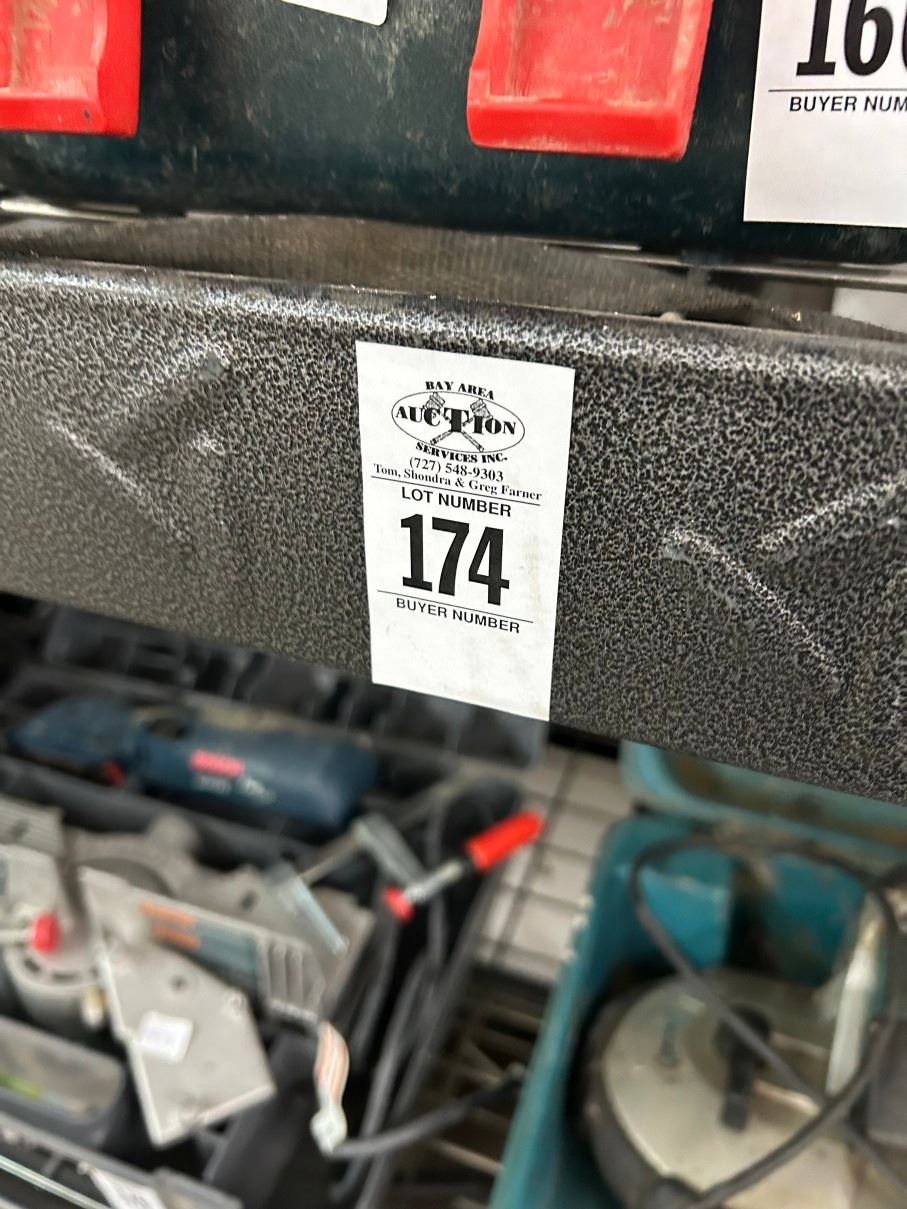 BUYER NUM
BAY AREA
AUCTION
SERVICES INC.
(727) 548-9303
Tom, Shondra & Greg Farner
LOT NUMBER
174
BUYER NUMBER
BOSCH